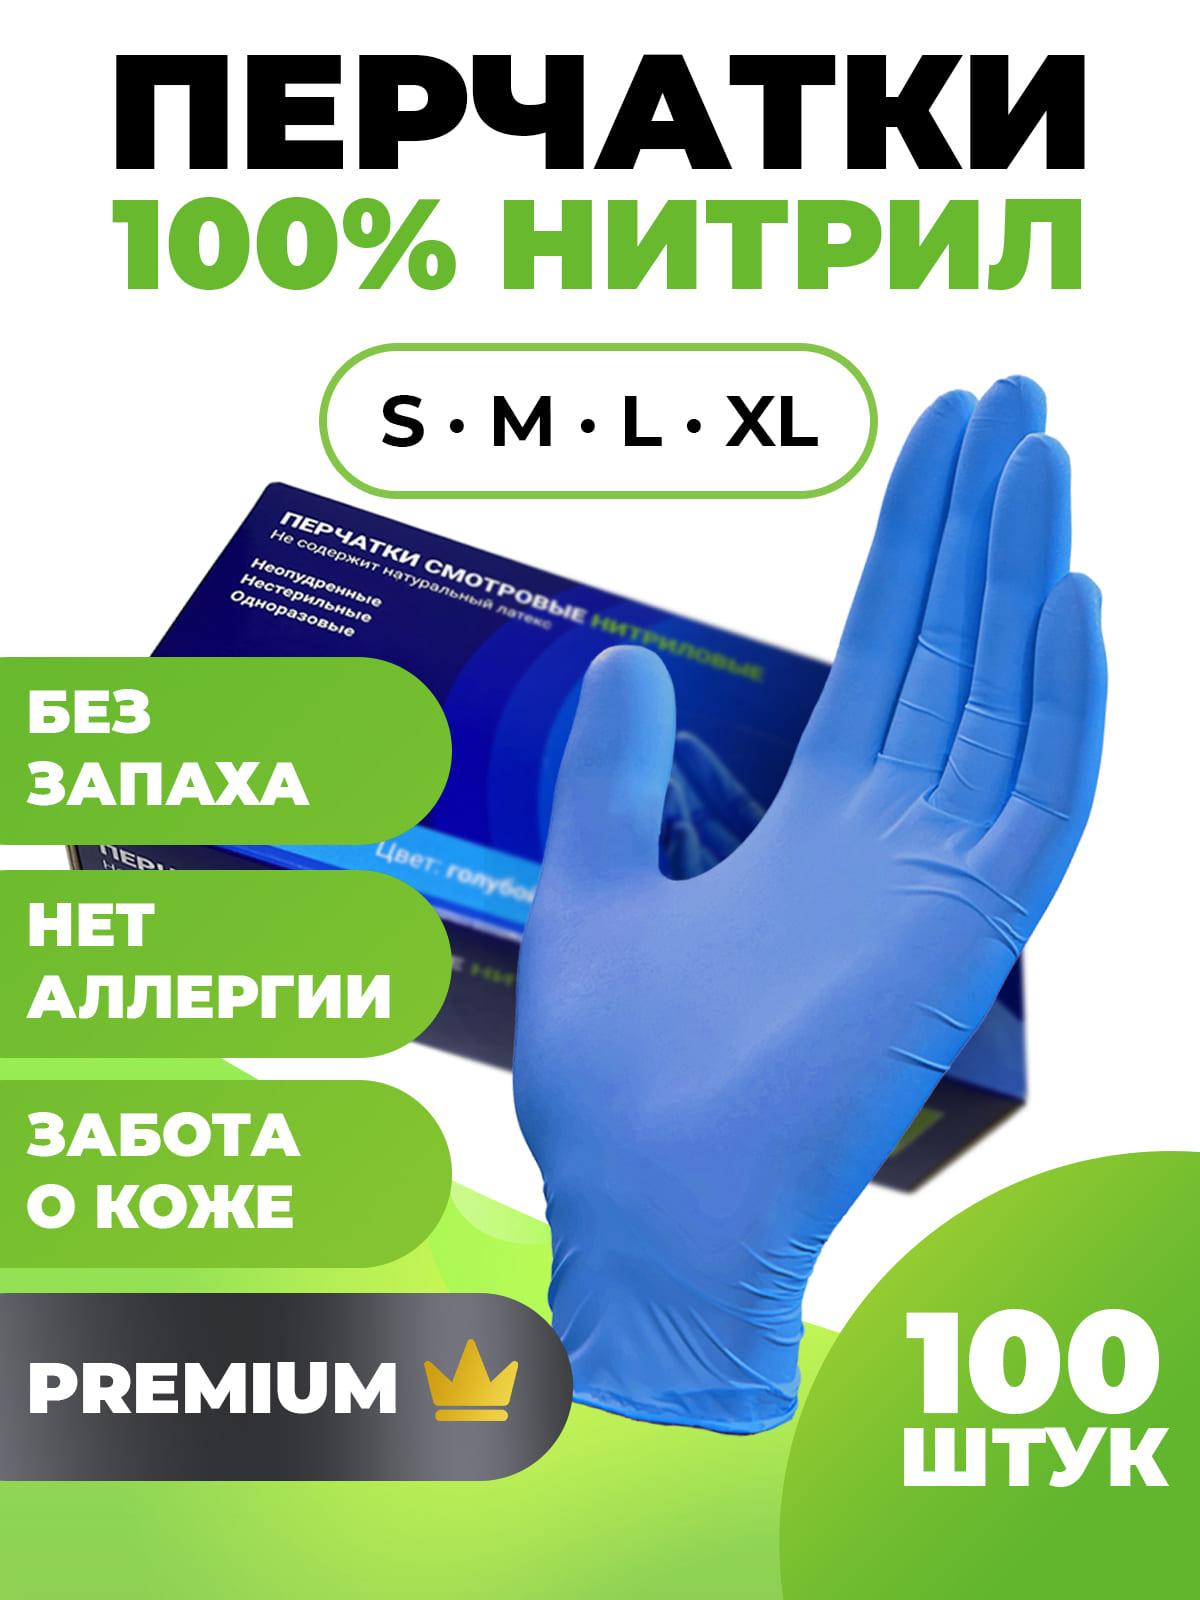 ПЕРЧАТКИ
100% НИТРИЛ
S • M • L • XL
ПЕРЧАТКИ СМОТРОВЫЕ НИТРИЛОВЫЕ
Не содержит натуральный латекс
Неопудренные
Нестерильные
Одноразовые
БЕЗ
ЗАПАХА
Цвет: голубой
НЕТ
АЛЛЕРГИИ
ЗАБОТА
О КОЖЕ
PREMIUM
100
ШТУК